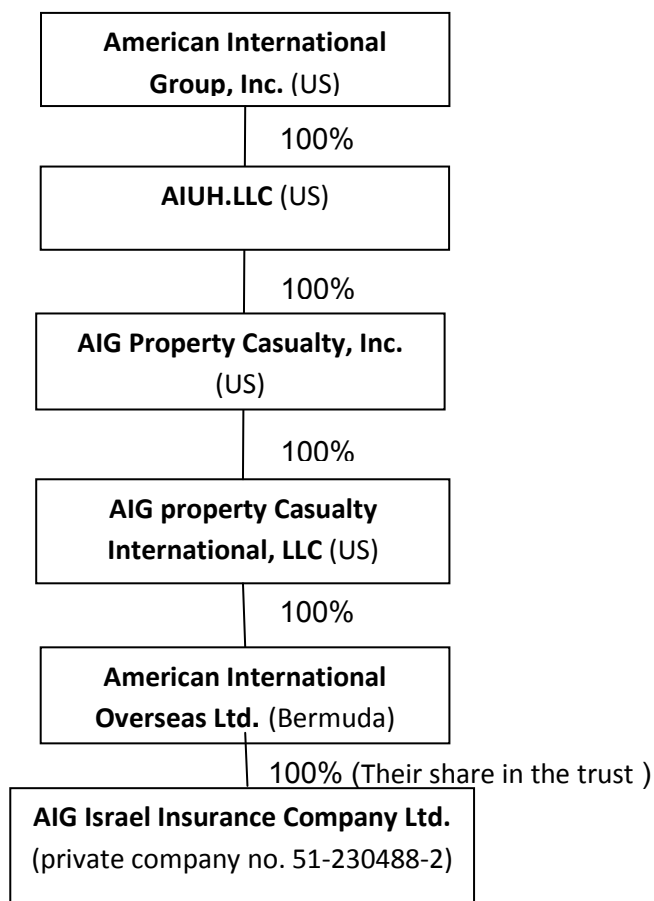 American International
Group, Inc. (US)
100%
AIUH.LLC (US)
100%
AIG Property Casualty, Inc.
(US)
100%
AIG property Casualty
International, LLC (US)
100%
American International
Overseas Ltd. (Bermuda)
100% (Their share in the trust )
AIG Israel Insurance Company Ltd.
(private company no. 51-230488-2)